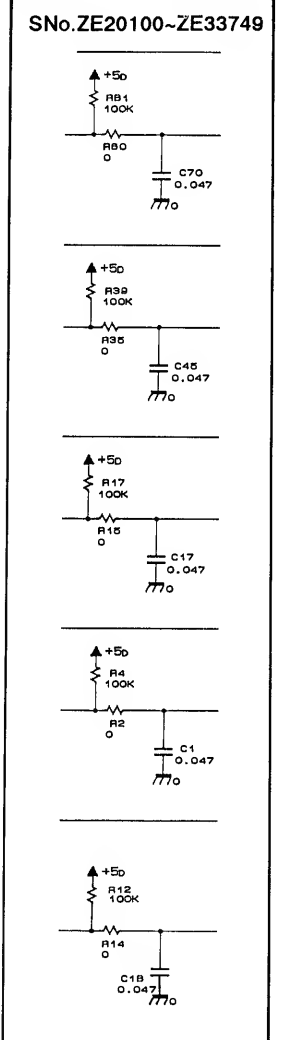 SNo.ZE20100~ZE33749
+5D
R81
100K
R80
0
C70
0.047
D
+5D
R39
100K
R35
0
C45
0.047
D
+5D
R17
100K
R15
0
C17
0.047
D
+5D
R4
100K
R2
0
C1
0.047
D
+5D
R12
100K
R14
0
C18
0.047
D